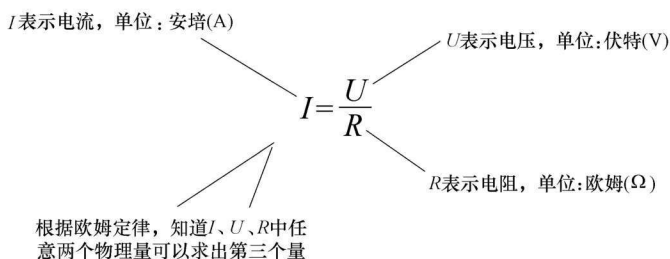 I表示电流，单位：安培(A)
U表示电压，单位:伏特(V)
I=U/R
R表示电阻，单位:欧姆(Ω)
根据欧姆定律，知道I、U、R中任
意两个物理量可以求出第三个量